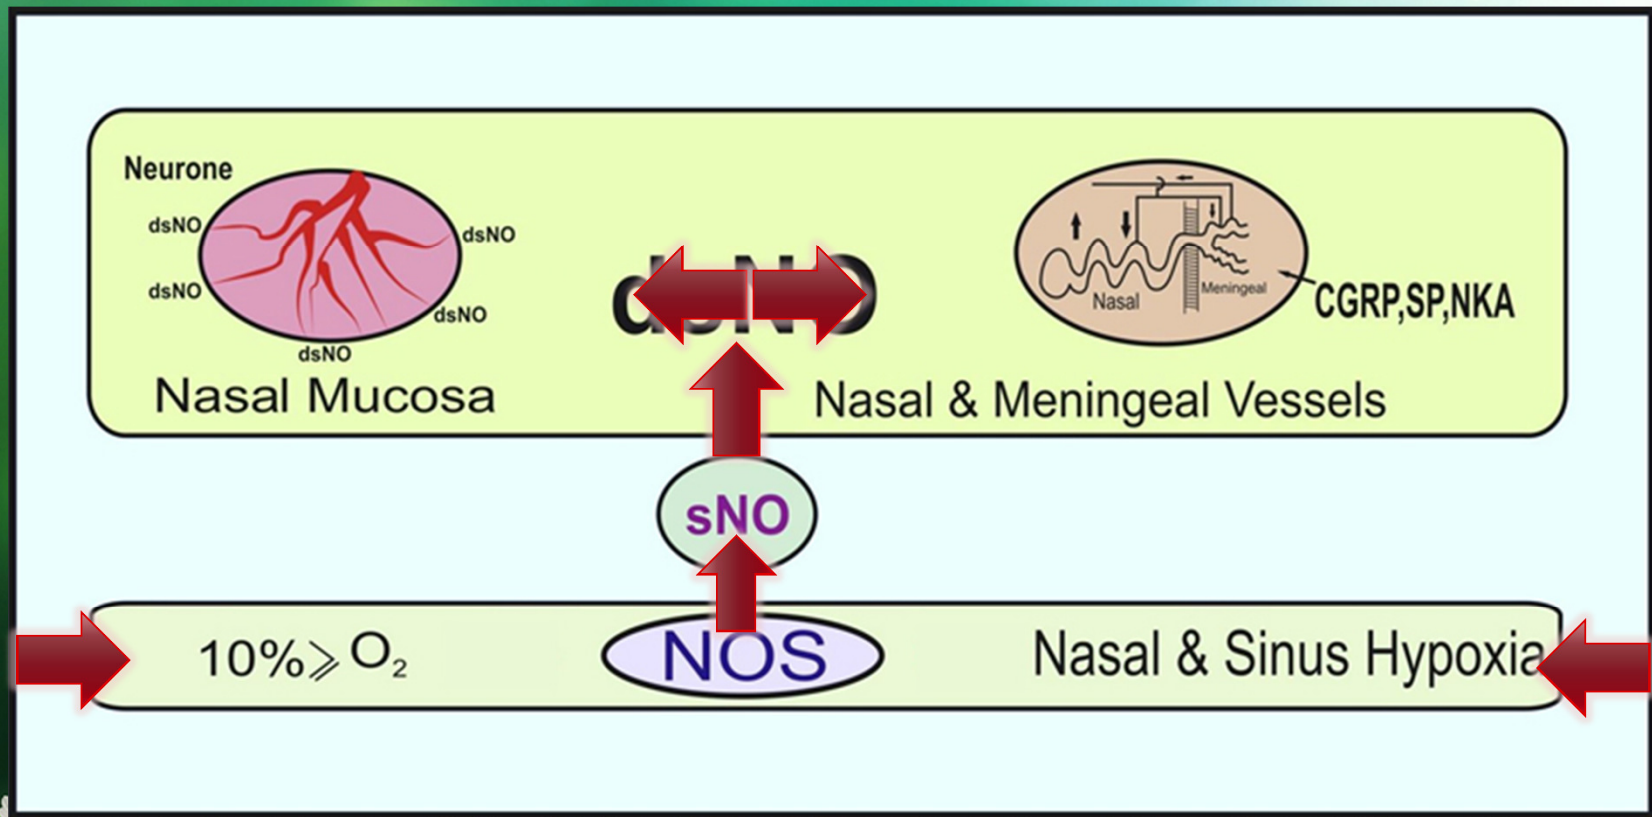 Neurone
dsNO
dsNO
dsNO
dsNO
dsNO
Nasal Mucosa
dsNO
Nasal
Meningeal
CGRP,SP,NKA
Nasal & Meningeal Vessels
sNO
10%⩾ O₂
NOS
Nasal & Sinus Hypoxia